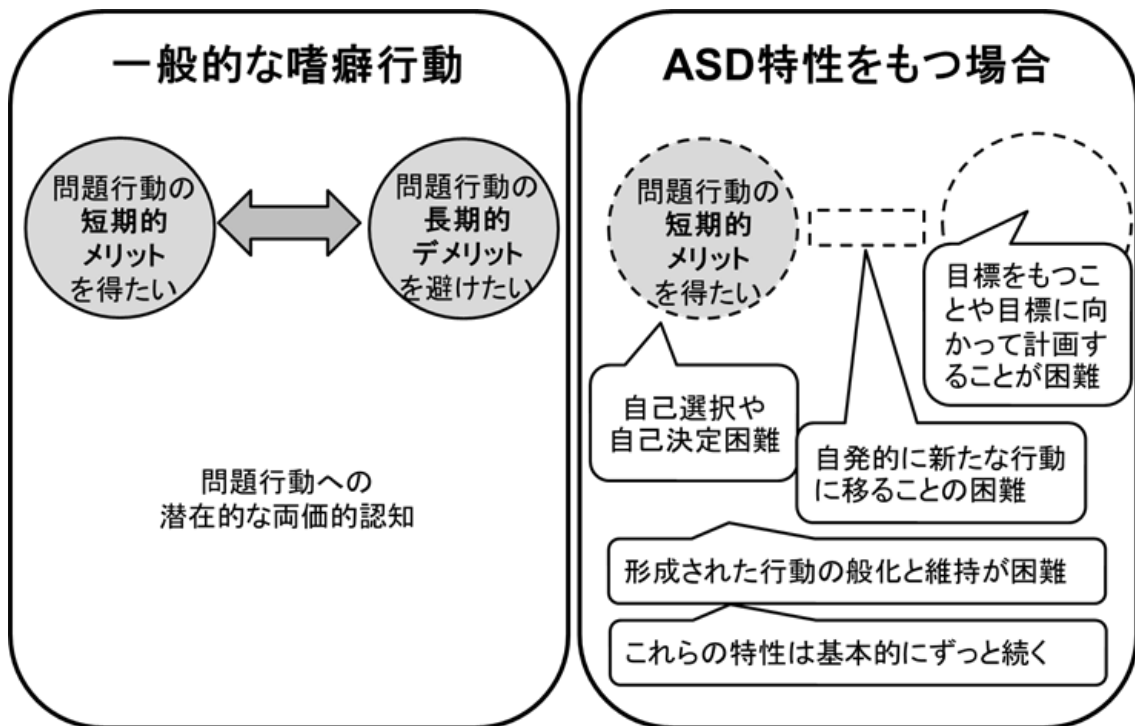 一般的な嗜癖行動
問題行動の
短期的
メリット
を得たい
問題行動の
長期的
デメリット
を避けたい
問題行動への
潜在的な両価的認知
ASD特性をもつ場合
問題行動の
短期的
メリット
を得たい
目標をもつこ
とや目標に向
かって計画す
ることが困難
自己選択や
自己決定困難
自発的に新たな行動
に移ることの困難
形成された行動の般化と維持が困難
これらの特性は基本的にずっと続く